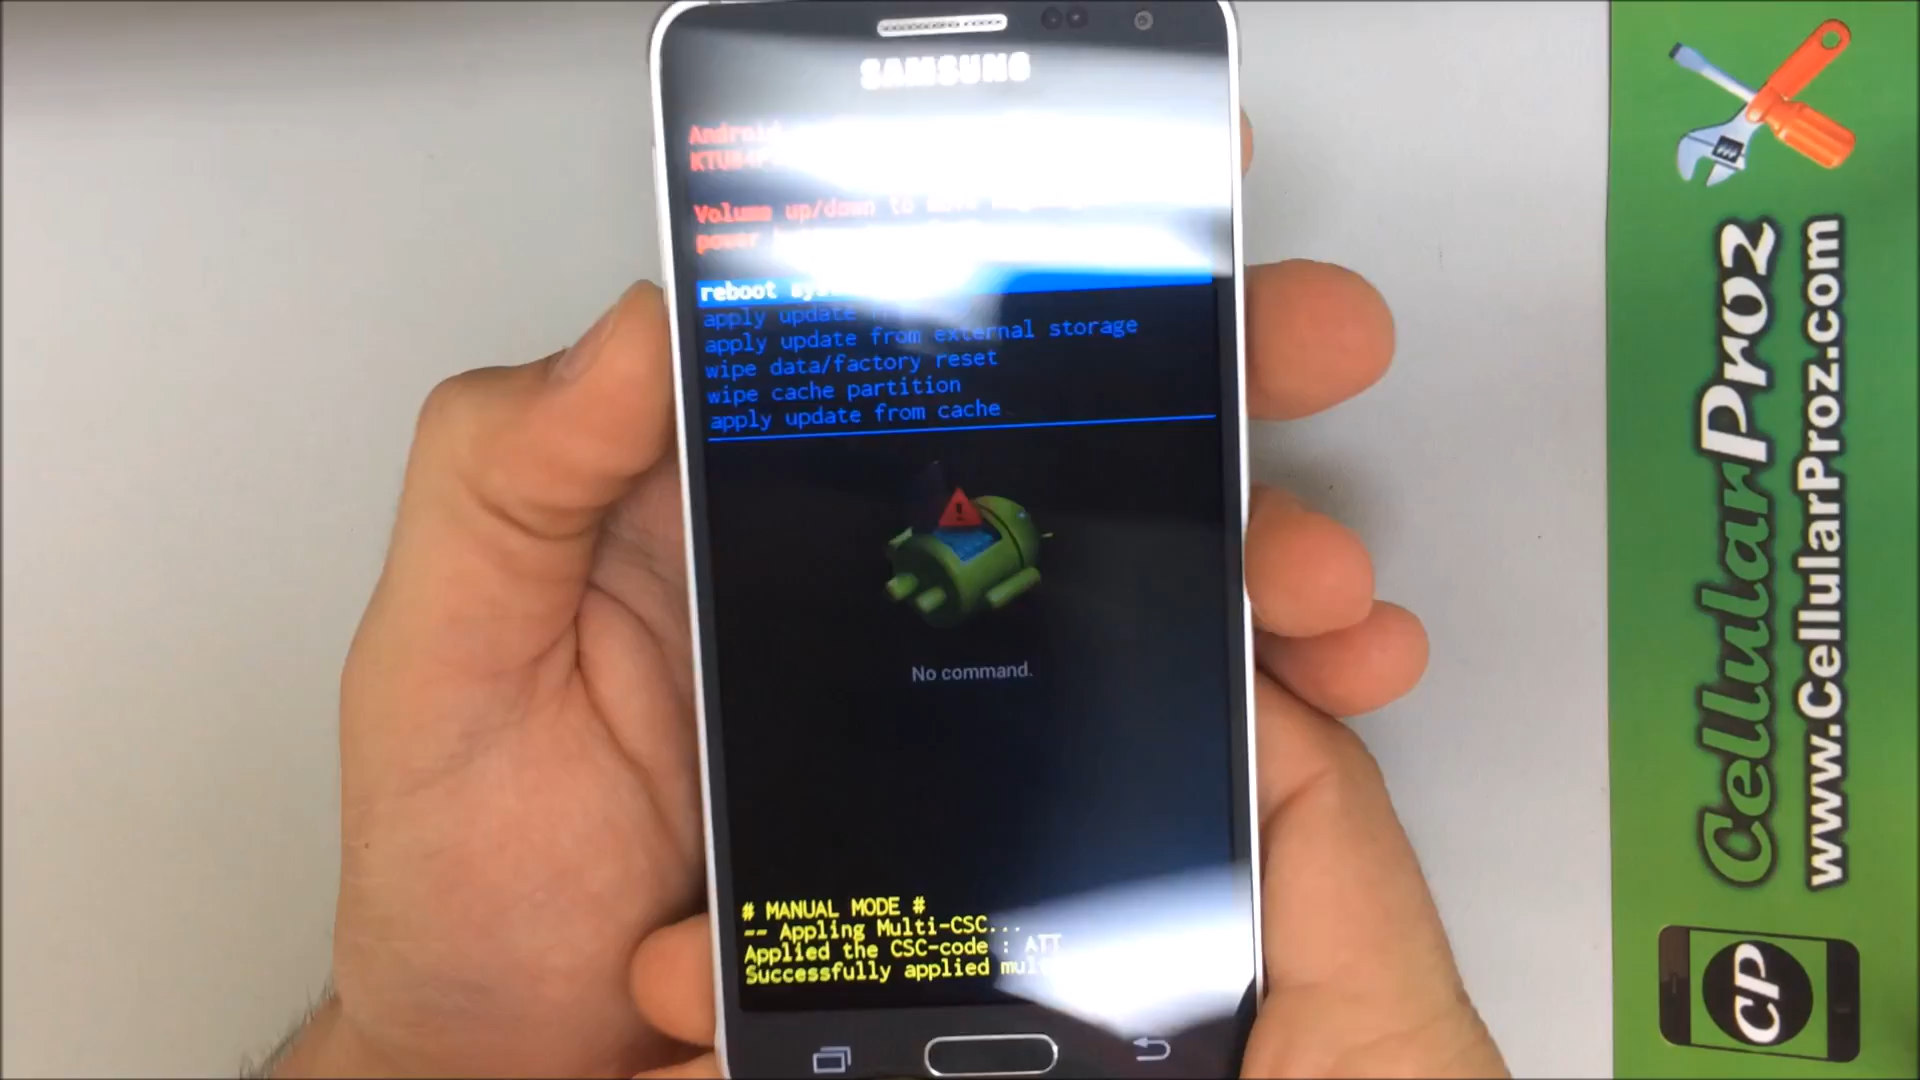 SAMSUNG
Android
Volume up/down to
power
reboot
apply update
apply update from external storage
wipe data/factory reset
wipe cache partition
apply update from cache
No command.
# MANUAL MODE #
-- Appling Multi-CSC...
Applied the CSC-code : ATT
Successfully applied
CellularProz
www.CellularProz.com
CP